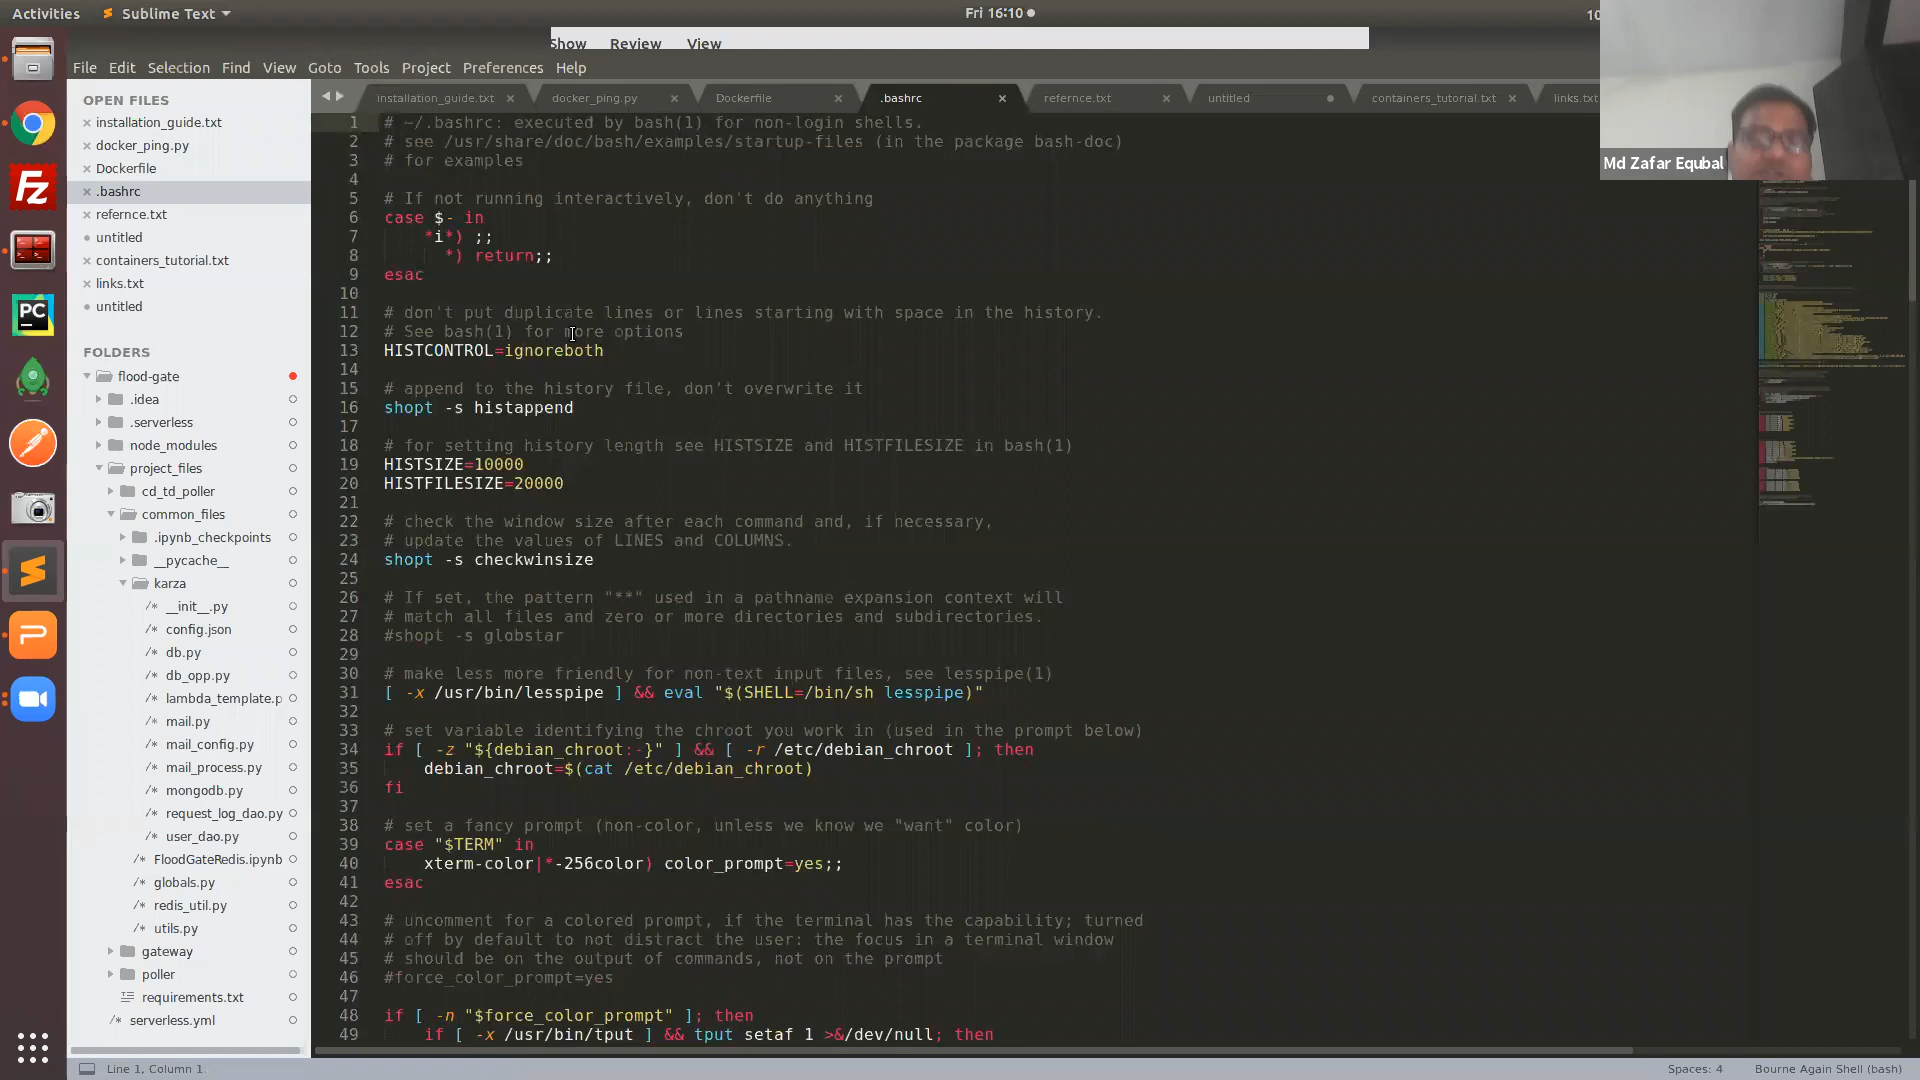 Activities
Sublime Text
Fri 16:10
10
Show Review View
File Edit Selection Find View Goto Tools Project Preferences Help
OPEN FILES
installation_guide.txt
docker_ping.py
Dockerfile
.bashrc
refernce.txt
untitled
containers_tutorial.txt
links.txt
untitled
FOLDERS
flood-gate
.idea
.serverless
node_modules
project_files
cd_td_poller
common_files
.ipynb_checkpoints
__pycache__
karza
/* __init__.py
/* config.json
/* db.py
/* db_opp.py
/* lambda_template.p
/* mail.py
/* mail_config.py
/* mail_process.py
/* mongodb.py
/* request_log_dao.py
/* user_dao.py
/* FloodGateRedis.ipynb
/* globals.py
/* redis_util.py
/* utils.py
gateway
poller
requirements.txt
/* serverless.yml
installation_guide.txt docker_ping.py Dockerfile .bashrc refernce.txt untitled containers_tutorial.txt links.txt
1 # ~/.bashrc: executed by bash(1) for non-login shells.
2 # see /usr/share/doc/bash/examples/startup-files (in the package bash-doc)
3 # for examples
4
5 # If not running interactively, don't do anything
6 case $- in
7 *i*) ;;
8 *) return;;
9 esac
10
11 # don't put duplicate lines or lines starting with space in the history.
12 # See bash(1) for more options
13 HISTCONTROL=ignoreboth
14
15 # append to the history file, don't overwrite it
16 shopt -s histappend
17
18 # for setting history length see HISTSIZE and HISTFILESIZE in bash(1)
19 HISTSIZE=10000
20 HISTFILESIZE=20000
21
22 # check the window size after each command and, if necessary,
23 # update the values of LINES and COLUMNS.
24 shopt -s checkwinsize
25
26 # If set, the pattern "**" used in a pathname expansion context will
27 # match all files and zero or more directories and subdirectories.
28 #shopt -s globstar
29
30 # make less more friendly for non-text input files, see lesspipe(1)
31 [ -x /usr/bin/lesspipe ] && eval "$(SHELL=/bin/sh lesspipe)"
32
33 # set variable identifying the chroot you work in (used in the prompt below)
34 if [ -z "${debian_chroot:-}" ] && [ -r /etc/debian_chroot ]; then
35 debian_chroot=$(cat /etc/debian_chroot)
36 fi
37
38 # set a fancy prompt (non-color, unless we know we "want" color)
39 case "$TERM" in
40 xterm-color|*-256color) color_prompt=yes;;
41 esac
42
43 # uncomment for a colored prompt, if the terminal has the capability; turned
44 # off by default to not distract the user: the focus in a terminal window
45 # should be on the output of commands, not on the prompt
46 #force_color_prompt=yes
47
48 if [ -n "$force_color_prompt" ]; then
49 if [ -x /usr/bin/tput ] && tput setaf 1 >&/dev/null; then
Md Zafar Equbal
Line 1, Column 1
Spaces: 4
Bourne Again Shell (bash)